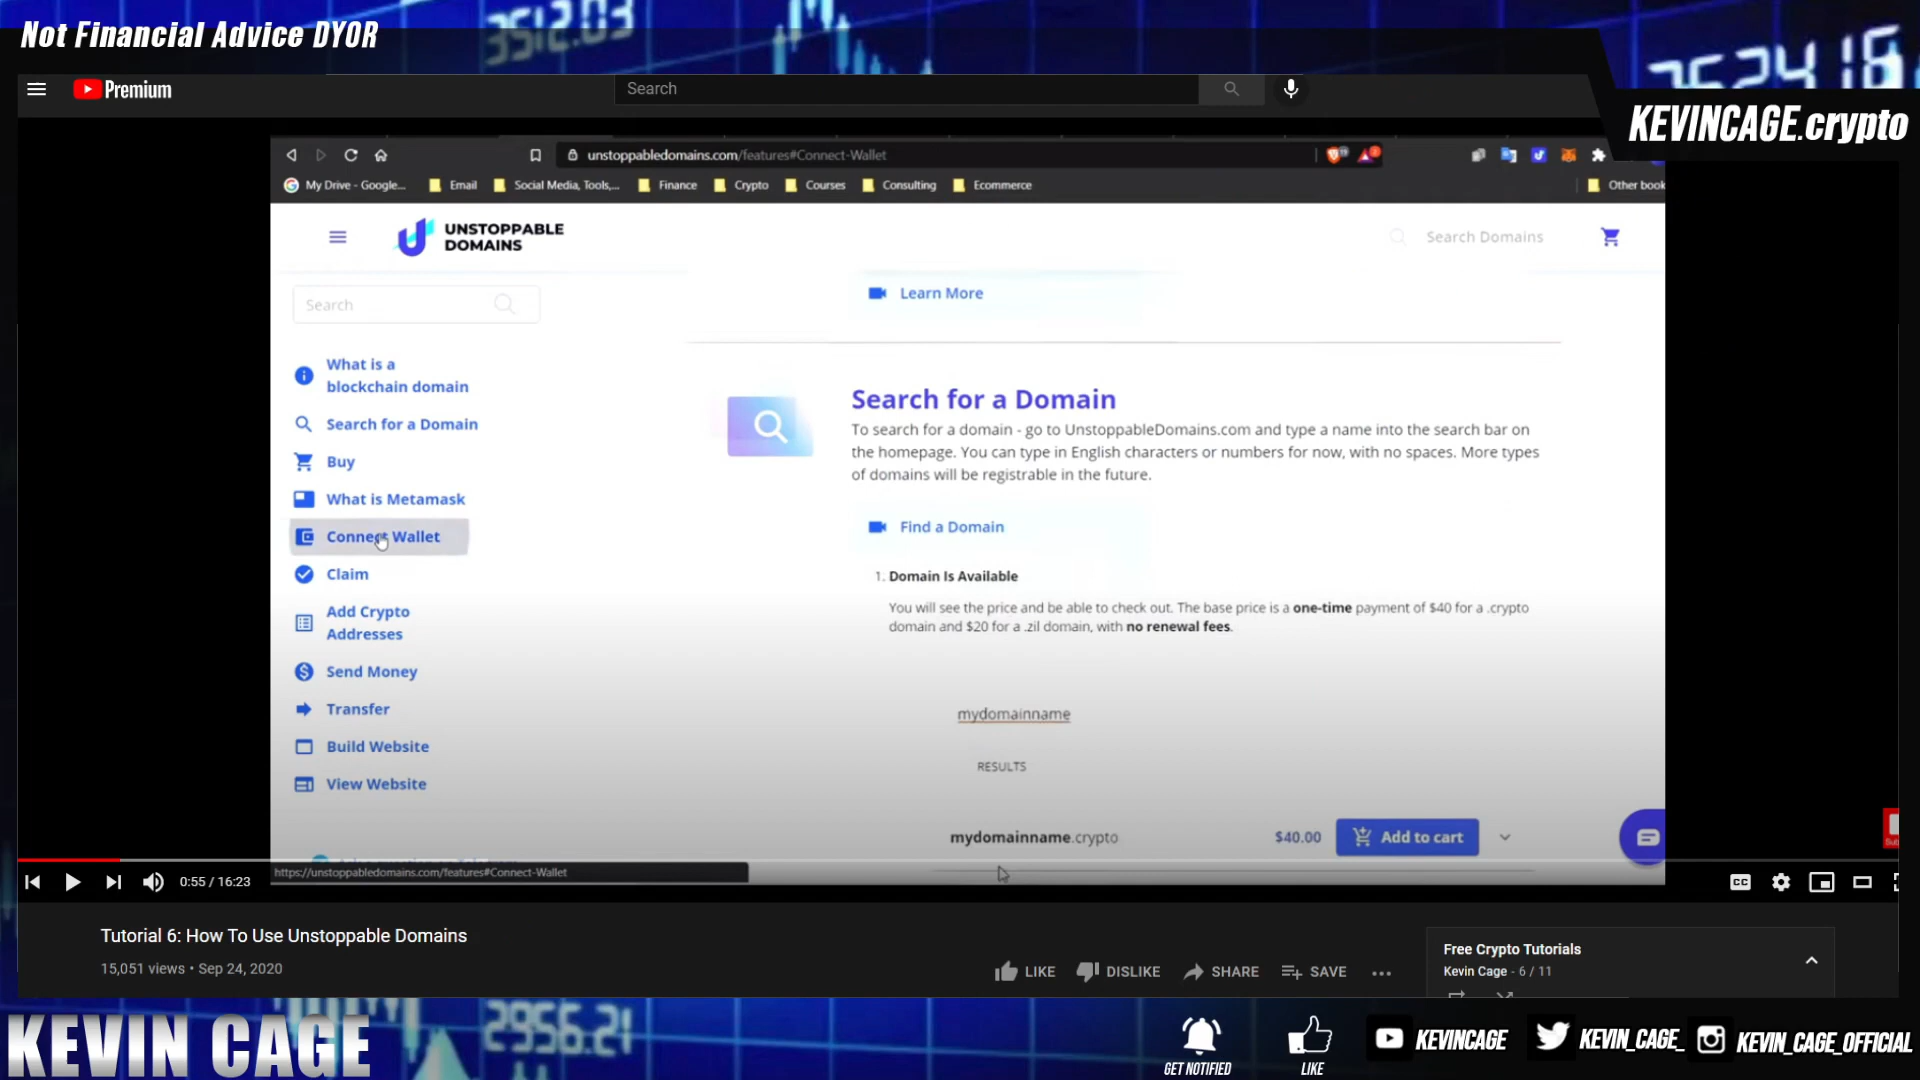 Not Financial Advice DYOR
3512.03
Premium
Search
KEVINCAGE.crypto
unstoppabledomains.com/features#Connect-Wallet
My Drive - Google...
Email
Social Media, Tools,...
Finance
Crypto
Courses
Consulting
Ecommerce
Other book
UNSTOPPABLE
DOMAINS
Search Domains
Search
Learn More
What is a
blockchain domain
Search for a Domain
Buy
What is Metamask
Connect Wallet
Claim
Add Crypto
Addresses
Send Money
Transfer
Build Website
View Website
Search for a Domain
To search for a domain - go to UnstoppableDomains.com and type a name into the search bar on
the homepage. You can type in English characters or numbers for now, with no spaces. More types
of domains will be registrable in the future.
Find a Domain
1. Domain Is Available
You will see the price and be able to check out. The base price is a one-time payment of $40 for a .crypto
domain and $20 for a .zil domain, with no renewal fees.
mydomainname
RESULTS
mydomainname.crypto
$40.00
Add to cart
https://unstoppabledomains.com/features#Connect-Wallet
0:55 / 16:23
CC
Tutorial 6: How To Use Unstoppable Domains
15,051 views • Sep 24, 2020
LIKE
DISLIKE
SHARE
SAVE
Free Crypto Tutorials
Kevin Cage - 6 / 11
KEVIN CAGE
2956.21
GET NOTIFIED
LIKE
KEVINCAGE
KEVIN_CAGE_
KEVIN_CAGE_OFFICIAL